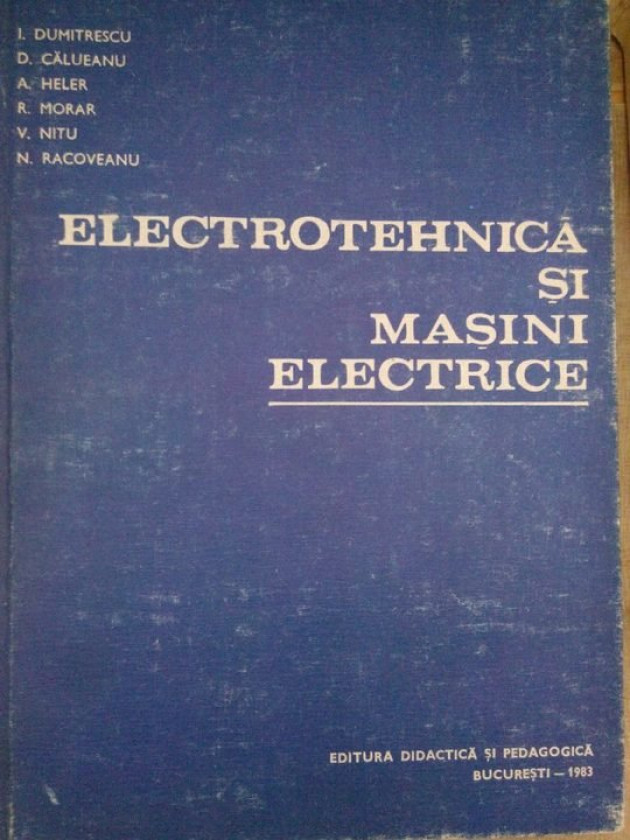 I. DUMITRESCU
D. CĂLUEANU
A. HELER
R. MORAR
V. NITU
N. RACOVEANU
ELECTROTEHNICĂ
ȘI
MAȘINI
ELECTRICE
EDITURA DIDACTICĂ ȘI PEDAGOGICĂ
BUCUREȘTI – 1983